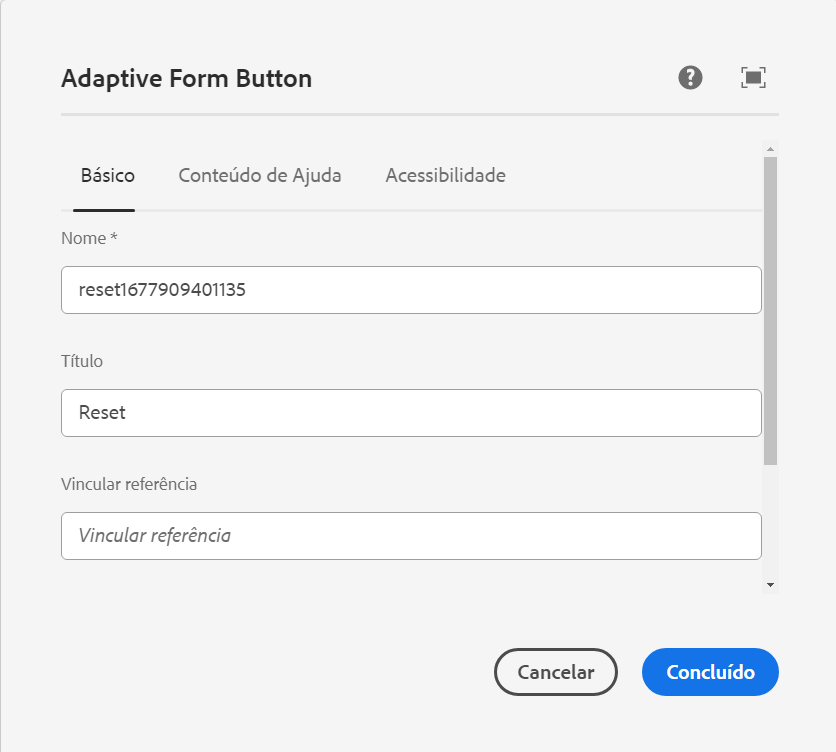 Adaptive Form Button
Básico Conteúdo de Ajuda Acessibilidade
Nome *
reset1677909401135
Título
Reset
Vincular referência
Vincular referência
Cancelar Concluído